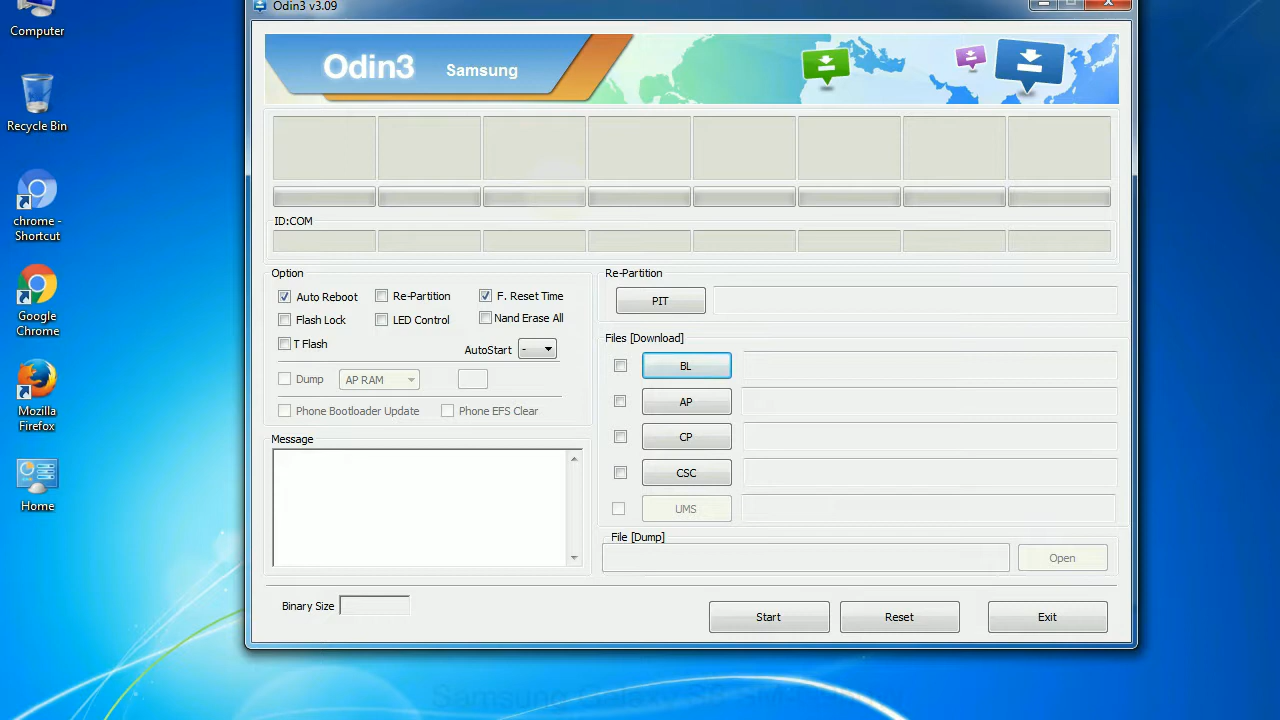 Odin3 v3.09
Computer
Recycle Bin
chrome -
Shortcut
Google
Chrome
Mozilla
Firefox
Home
Odin3 Samsung
ID:COM
Option
Auto Reboot Re-Partition F. Reset Time
Flash Lock LED Control Nand Erase All
T Flash AutoStart -
Dump AP RAM
Phone Bootloader Update Phone EFS Clear
Message
Re-Partition
PIT
Files [Download]
BL
AP
CP
CSC
UMS
File [Dump]
Open
Binary Size
Start Reset Exit
Samsung Galaxy